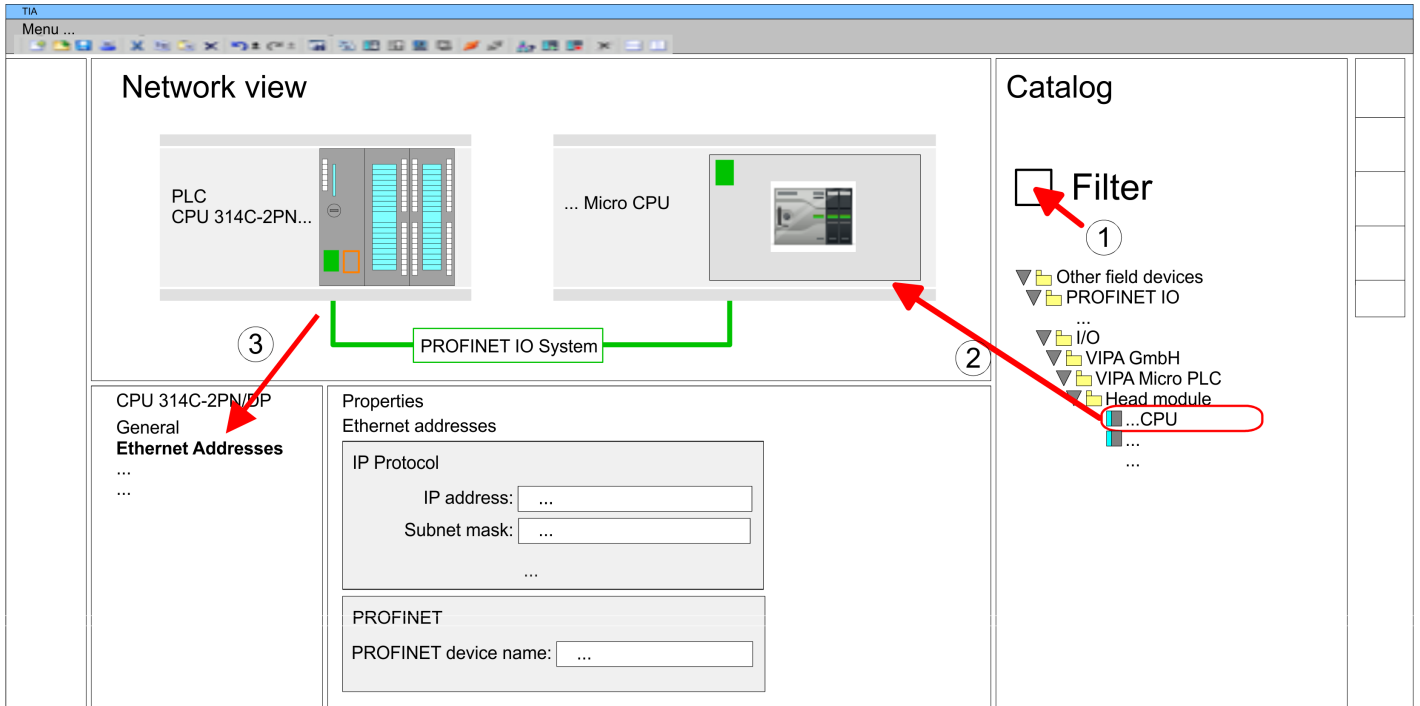 TIA
Menu ...
Network view
PLC
CPU 314C-2PN...
... Micro CPU
PROFINET IO System
3
2
Catalog
Filter
1
Other field devices
PROFINET IO
...
I/O
VIPA GmbH
VIPA Micro PLC
Head module
...CPU
...
...
CPU 314C-2PN/DP
General
Ethernet Addresses
...
...
Properties
Ethernet addresses
IP Protocol
IP address: ...
Subnet mask: ...
...
PROFINET
PROFINET device name: ...